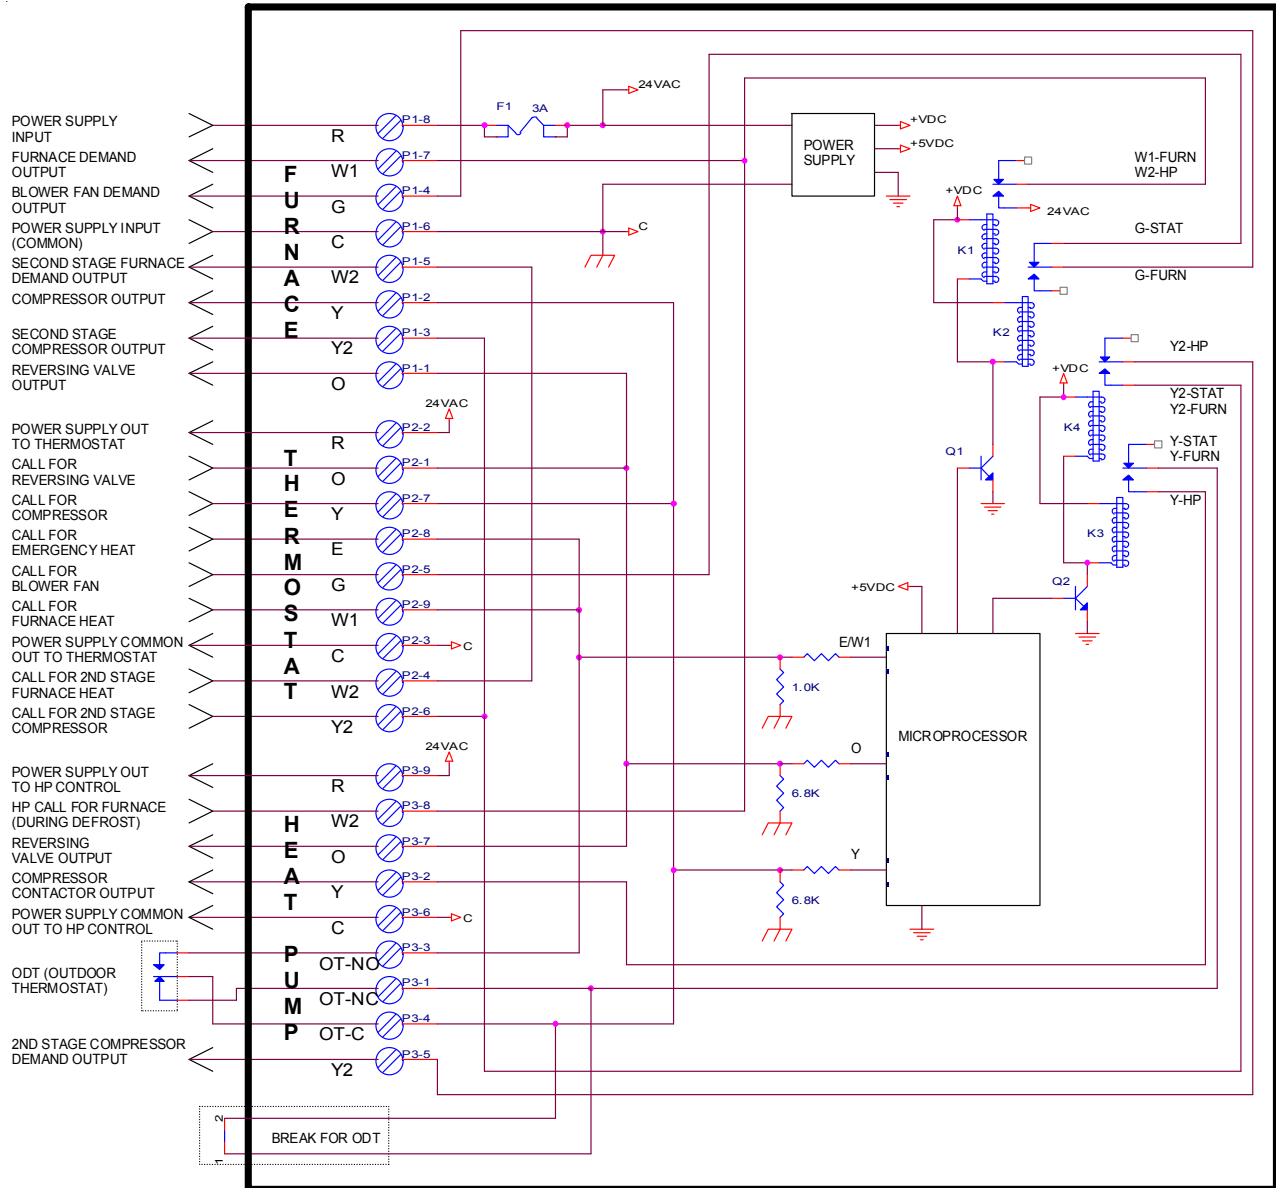 24VAC
F1 3A
POWER SUPPLY
INPUT
R
P1-8
FURNACE DEMAND
OUTPUT
W1
P1-7
BLOWER FAN DEMAND
OUTPUT
G
P1-4
POWER SUPPLY INPUT
(COMMON)
C
P1-6
C
SECOND STAGE FURNACE
DEMAND OUTPUT
W2
P1-5
COMPRESSOR OUTPUT
Y
P1-2
SECOND STAGE
COMPRESSOR OUTPUT
Y2
P1-3
REVERSING VALVE
OUTPUT
O
P1-1
FURNACE
POWER
SUPPLY
+VDC
+5VDC
W1-FURN
W2-HP
+VDC
24VAC
K1
G-STAT
G-FURN
K2
Y2-HP
+VDC
Y2-STAT
Y2-FURN
K4
Y-STAT
Y-FURN
Y-HP
K3
Q1
Q2
24VAC
POWER SUPPLY OUT
TO THERMOSTAT
R
P2-2
CALL FOR
REVERSING VALVE
O
P2-1
CALL FOR
COMPRESSOR
Y
P2-7
CALL FOR
EMERGENCY HEAT
E
P2-8
CALL FOR
BLOWER FAN
G
P2-5
CALL FOR
FURNACE HEAT
W1
P2-9
POWER SUPPLY COMMON
OUT TO THERMOSTAT
C
P2-3
C
CALL FOR 2ND STAGE
FURNACE HEAT
W2
P2-4
CALL FOR 2ND STAGE
COMPRESSOR
Y2
P2-6
THERMOSTAT
+5VDC
E/W1
1.0K
MICROPROCESSOR
O
6.8K
Y
6.8K
24VAC
POWER SUPPLY OUT
TO HP CONTROL
R
P3-9
HP CALL FOR FURNACE
(DURING DEFROST)
W2
P3-8
REVERSING
VALVE OUTPUT
O
P3-7
COMPRESSOR
CONTACTOR OUTPUT
Y
P3-2
POWER SUPPLY COMMON
OUT TO HP CONTROL
C
P3-6
C
OT-NO
P3-3
ODT (OUTDOOR
THERMOSTAT)
OT-NC
P3-1
OT-C
P3-4
2ND STAGE COMPRESSOR
DEMAND OUTPUT
Y2
P3-5
HEAT PUMP
2
BREAK FOR ODT
1